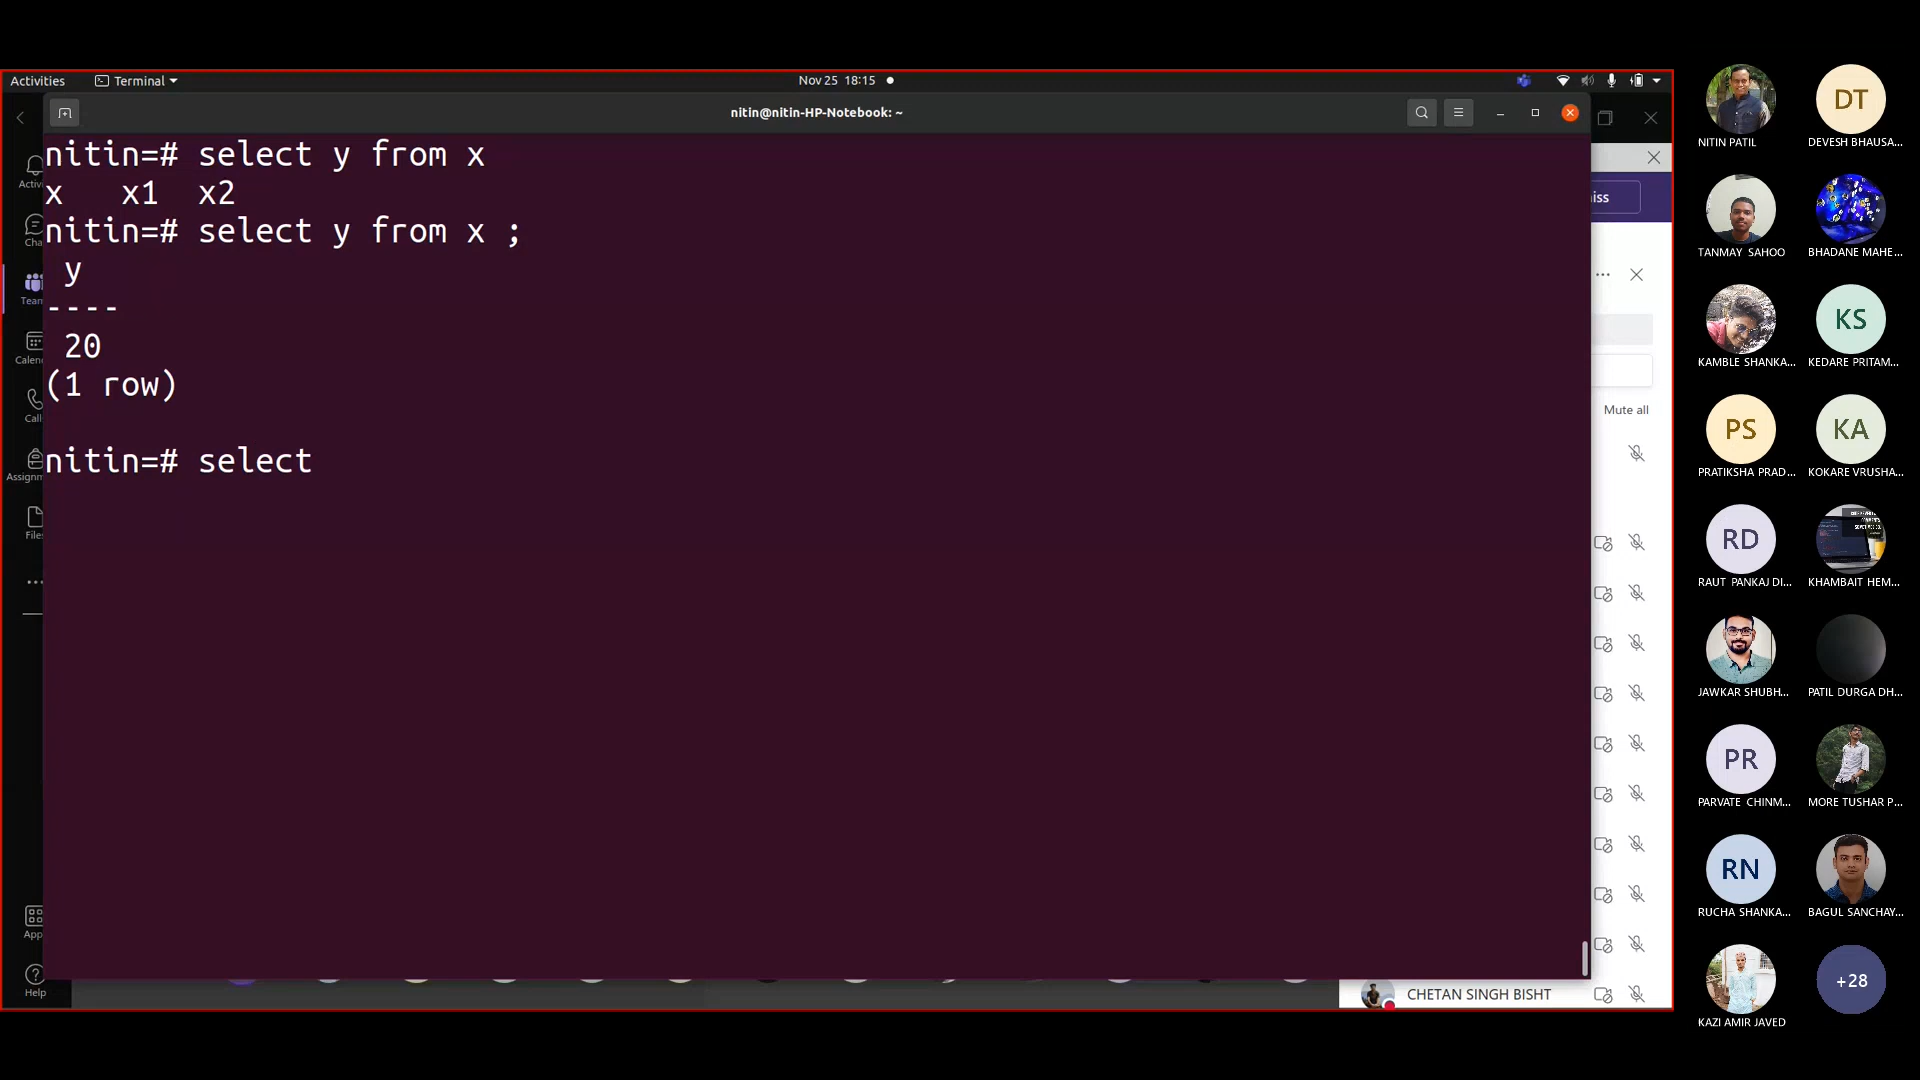 Activities
Terminal
Nov 25 18:15
nitin@nitin-HP-Notebook: ~
nitin=# select y from x
x x1 x2
nitin=# select y from x ;
y
----
20
(1 row)
nitin=# select
Help
Mute all
CHETAN SINGH BISHT
NITIN PATIL
DT
DEVESH BHAUSA...
TANMAY SAHOO
BHADANE MAHE...
KAMBLE SHANKA...
KS
KEDARE PRITAM...
PS
PRATIKSHA PRAD...
KA
KOKARE VRUSHA...
RD
RAUT PANKAJ DI...
KHAMBAIT HEM...
JAWKAR SHUBH...
PATIL DURGA DH...
PR
PARVATE CHINM...
MORE TUSHAR P...
RN
RUCHA SHANKA...
BAGUL SANCHAY...
KAZI AMIR JAVED
+28